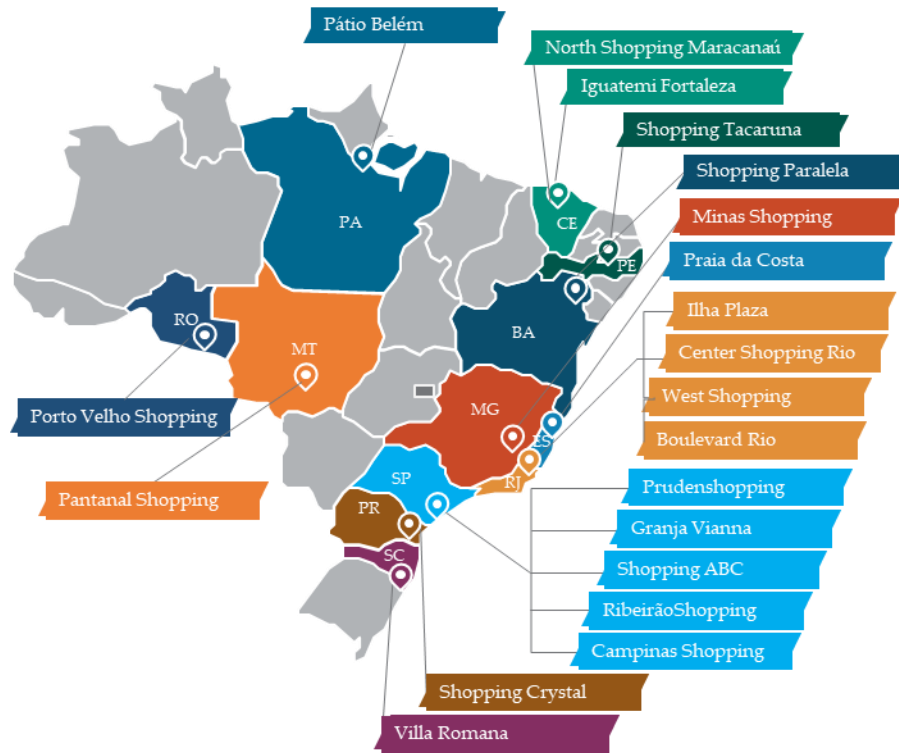 Pátio Belém
North Shopping Maracanaú
Iguatemi Fortaleza
Shopping Tacaruna
Shopping Paralela
Minas Shopping
Praia da Costa
Ilha Plaza
Center Shopping Rio
West Shopping
Boulevard Rio
Prudenshopping
Granja Vianna
Shopping ABC
RibeirãoShopping
Campinas Shopping
Shopping Crystal
Villa Romana
Porto Velho Shopping
Pantanal Shopping
PA
CE
PE
RO
MT
BA
MG
ES
SP
RJ
PR
SC